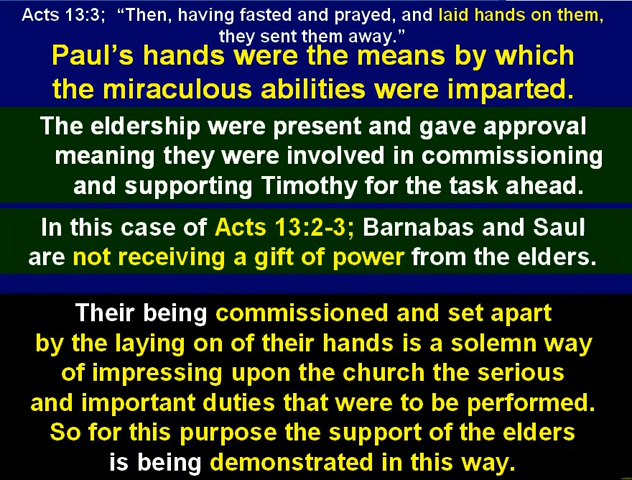 Acts 13:3;  “Then, having fasted and prayed, and laid hands on them,
they sent them away.”
Paul’s hands were the means by which
the miraculous abilities were imparted.
The eldership were present and gave approval
meaning they were involved in commissioning
and supporting Timothy for the task ahead.
In this case of Acts 13:2-3; Barnabas and Saul
are not receiving a gift of power from the elders.
Their being commissioned and set apart
by the laying on of their hands is a solemn way
of impressing upon the church the serious
and important duties that were to be performed.
So for this purpose the support of the elders
is being demonstrated in this way.